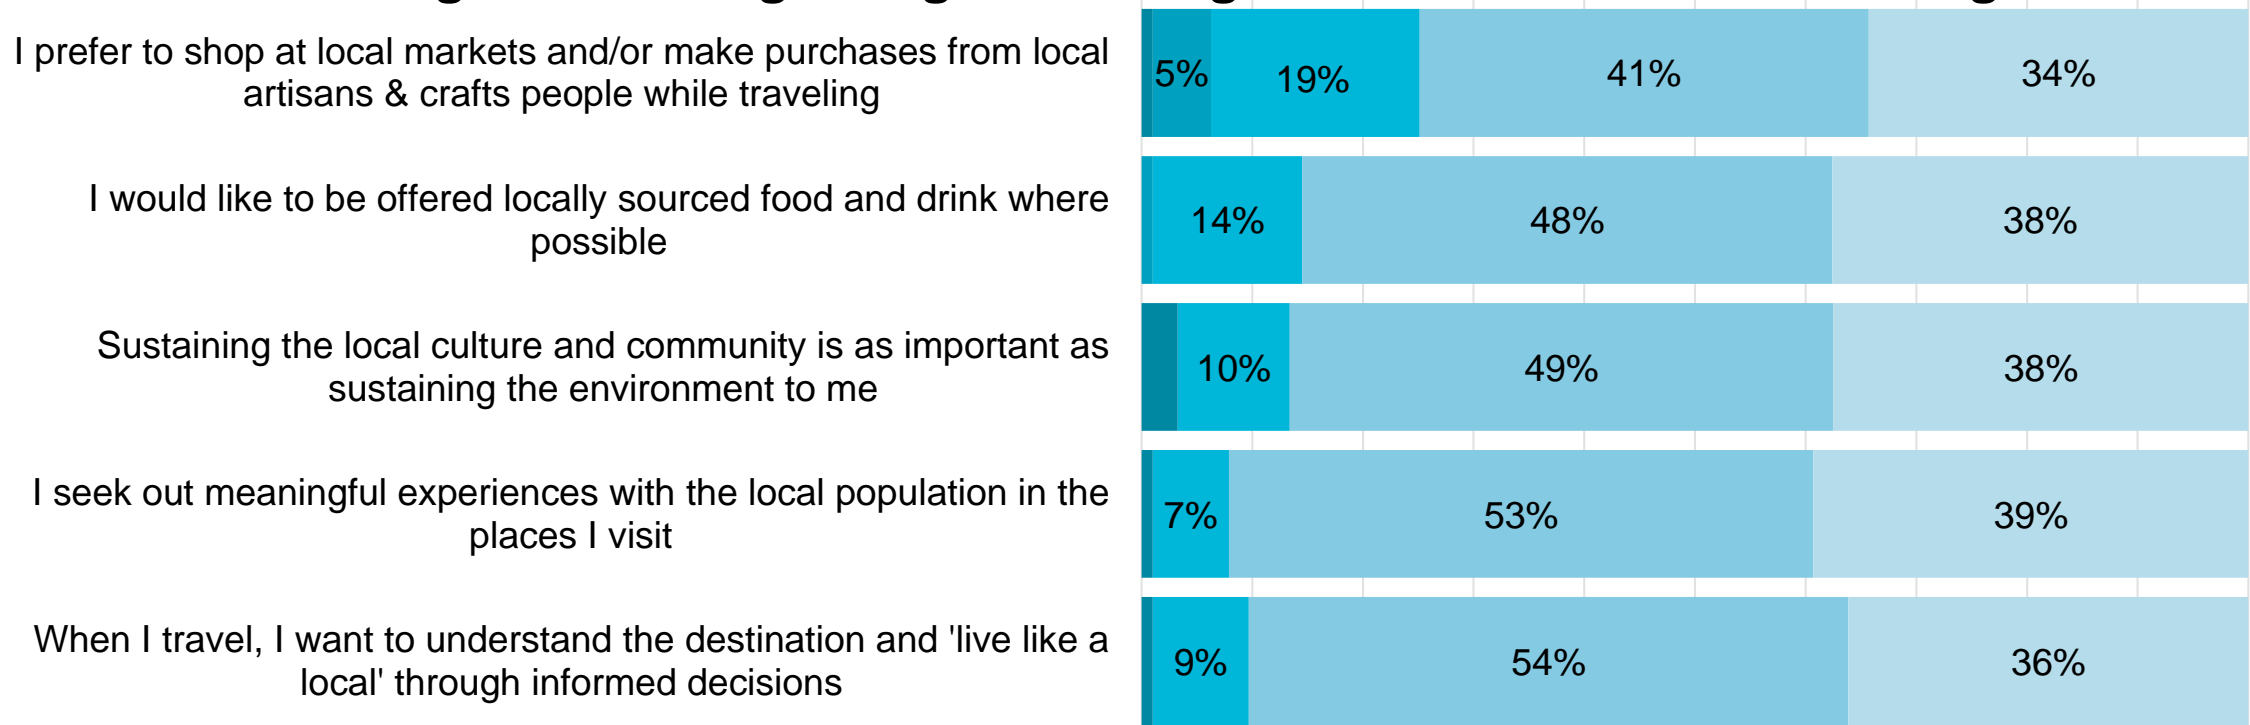 I prefer to shop at local markets and/or make purchases from local
artisans & crafts people while traveling
5% 19% 41% 34%
I would like to be offered locally sourced food and drink where
possible
14% 48% 38%
Sustaining the local culture and community is as important as
sustaining the environment to me
10% 49% 38%
I seek out meaningful experiences with the local population in the
places I visit
7% 53% 39%
When I travel, I want to understand the destination and 'live like a
local' through informed decisions
9% 54% 36%